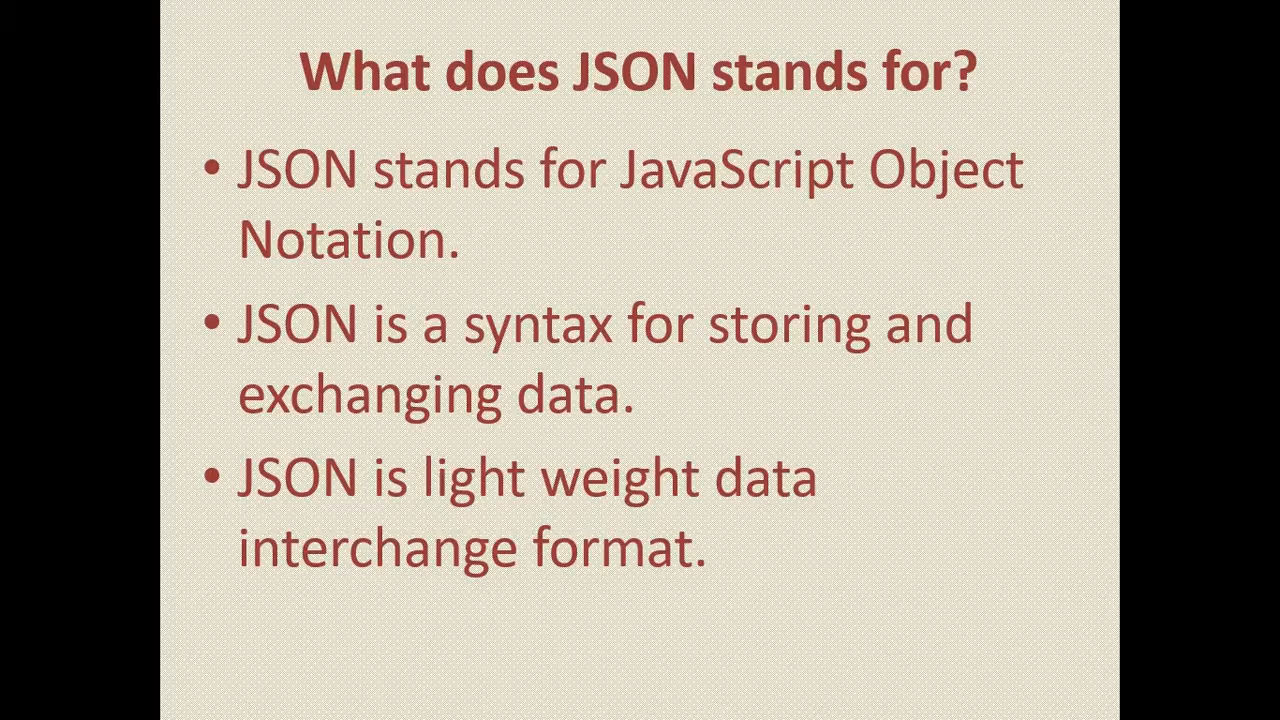 What does JSON stands for?
• JSON stands for JavaScript Object
Notation.
• JSON is a syntax for storing and
exchanging data.
• JSON is light weight data
interchange format.